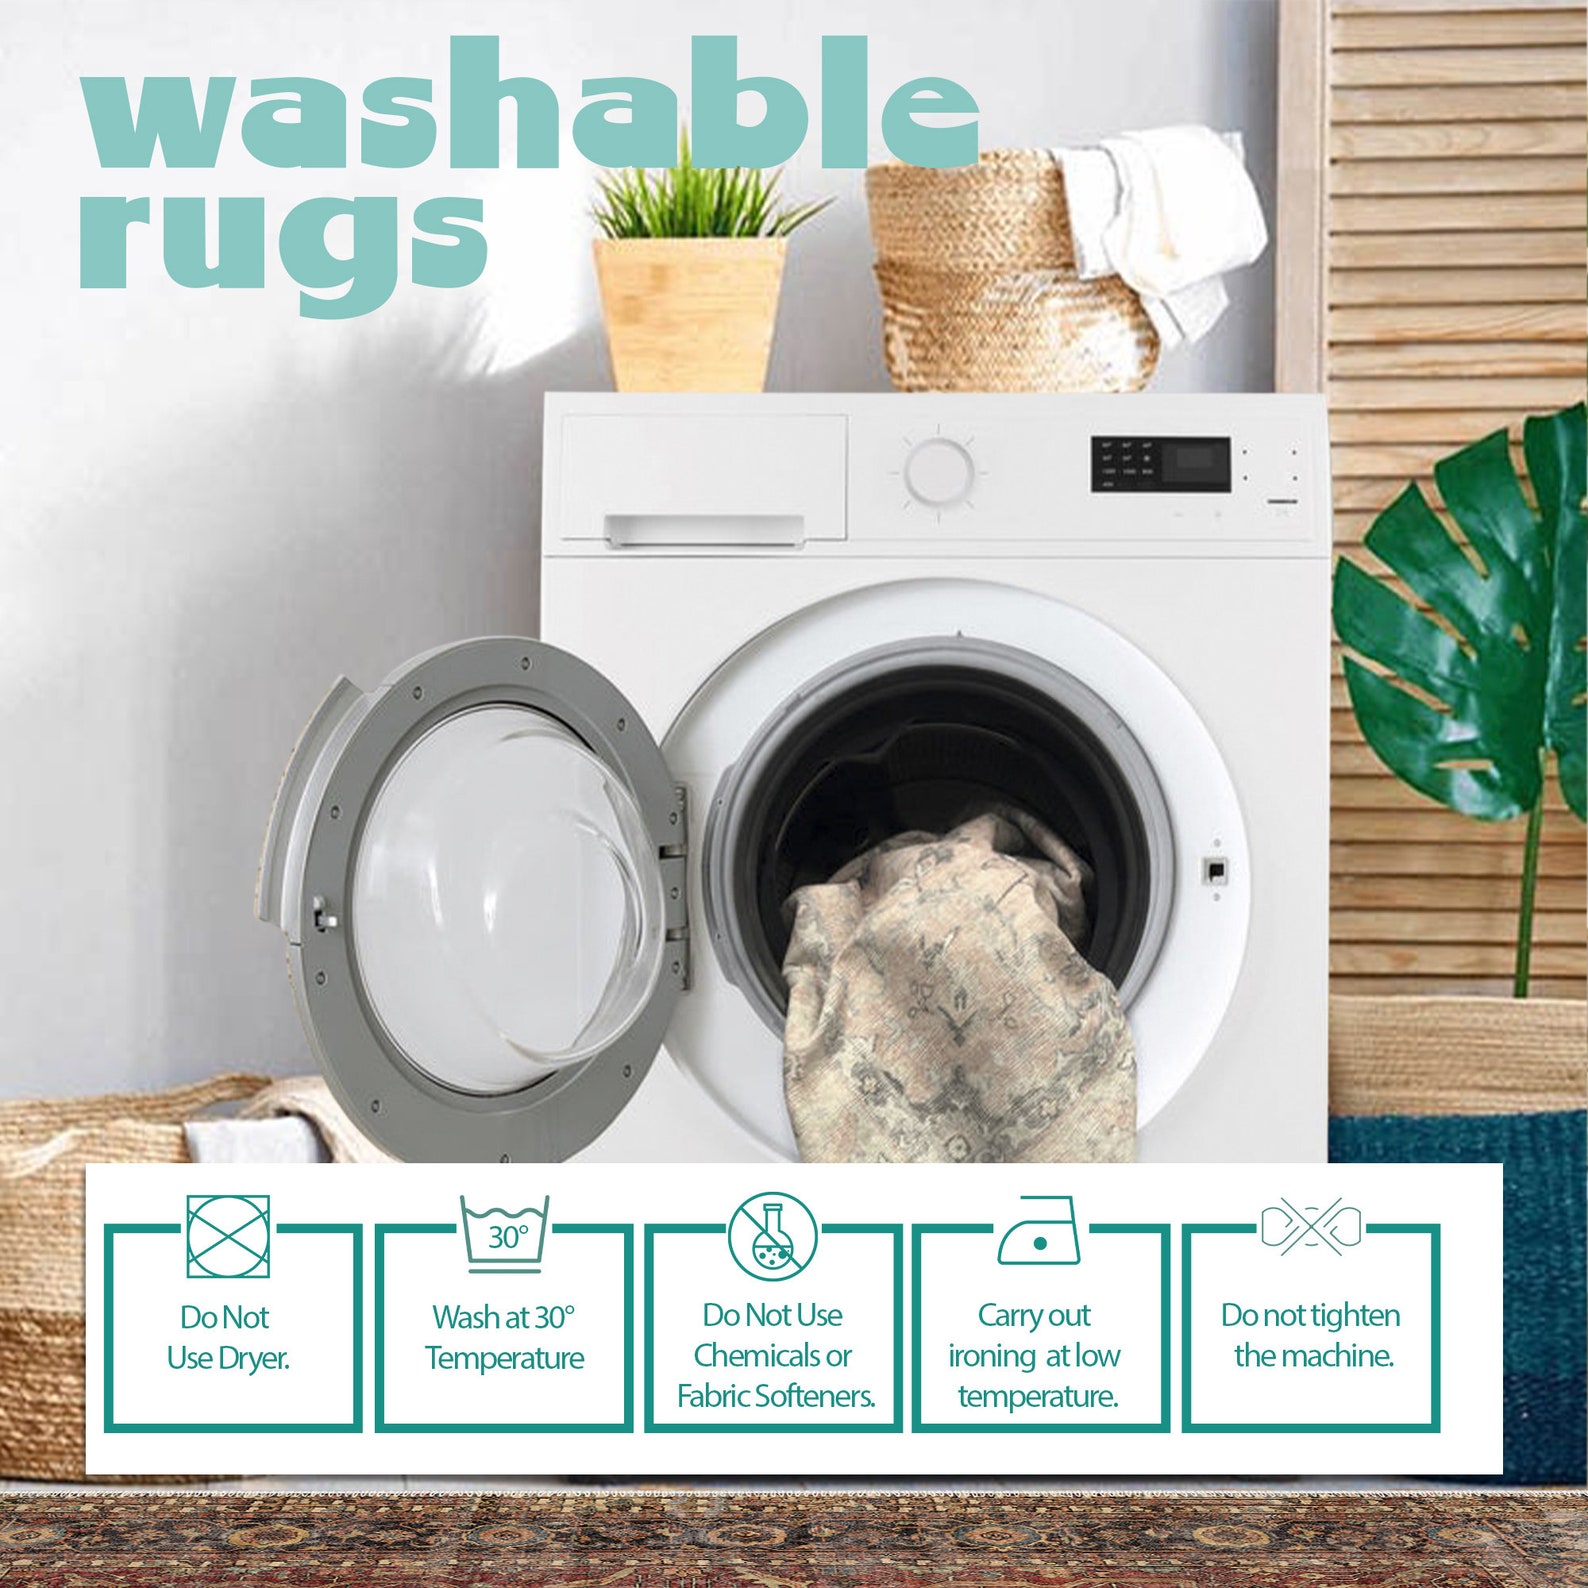 washable
rugs
Do Not
Use Dryer.
30°
Wash at 30°
Temperature
Do Not Use
Chemicals or
Fabric Softeners.
Carry out
ironing at low
temperature.
Do not tighten
the machine.